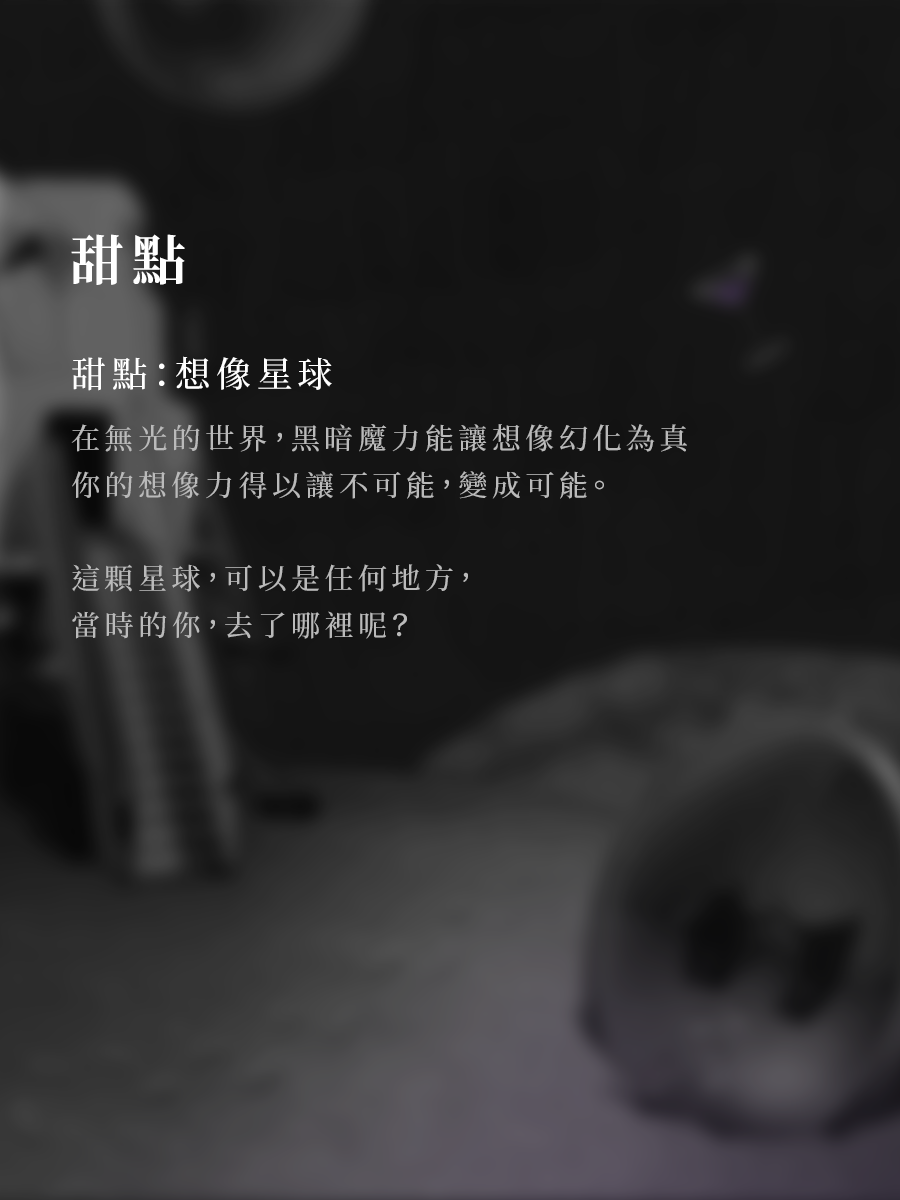 甜點
甜點：想像星球
在無光的世界，黑暗魔力能讓想像幻化為真
你的想像力得以讓不可能，變成可能。
這顆星球，可以是任何地方，
當時的你，去了哪裡呢？